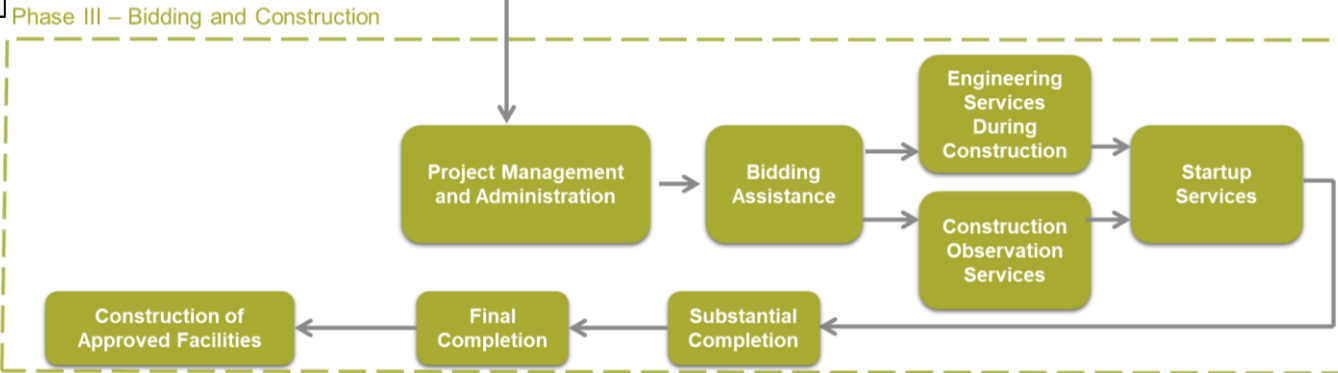 Phase III – Bidding and Construction
Engineering
Services
During
Construction
Project Management
and Administration
Bidding
Assistance
Startup
Services
Construction
Observation
Services
Construction of
Approved Facilities
Final
Completion
Substantial
Completion